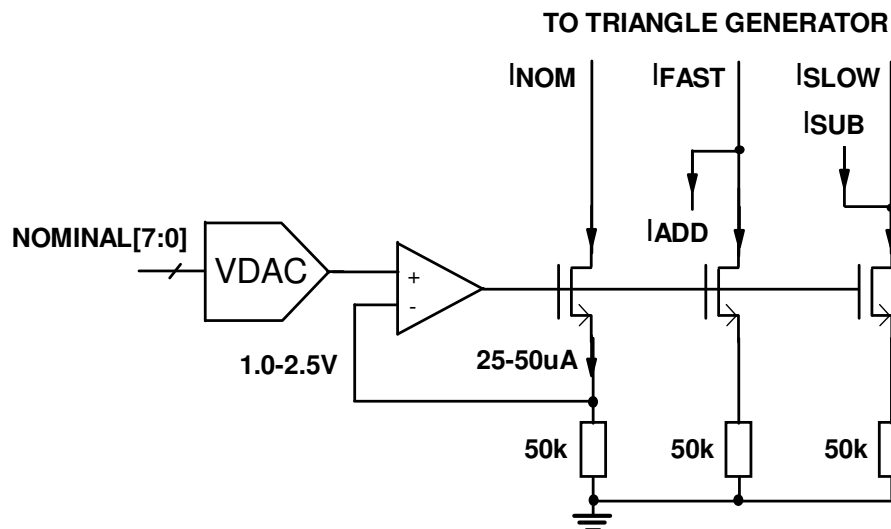 TO TRIANGLE GENERATOR
INOM
IFAST
ISLOW
ISUB
IADD
NOMINAL[7:0]
VDAC
+
-
1.0-2.5V
25-50uA
50k
50k
50k